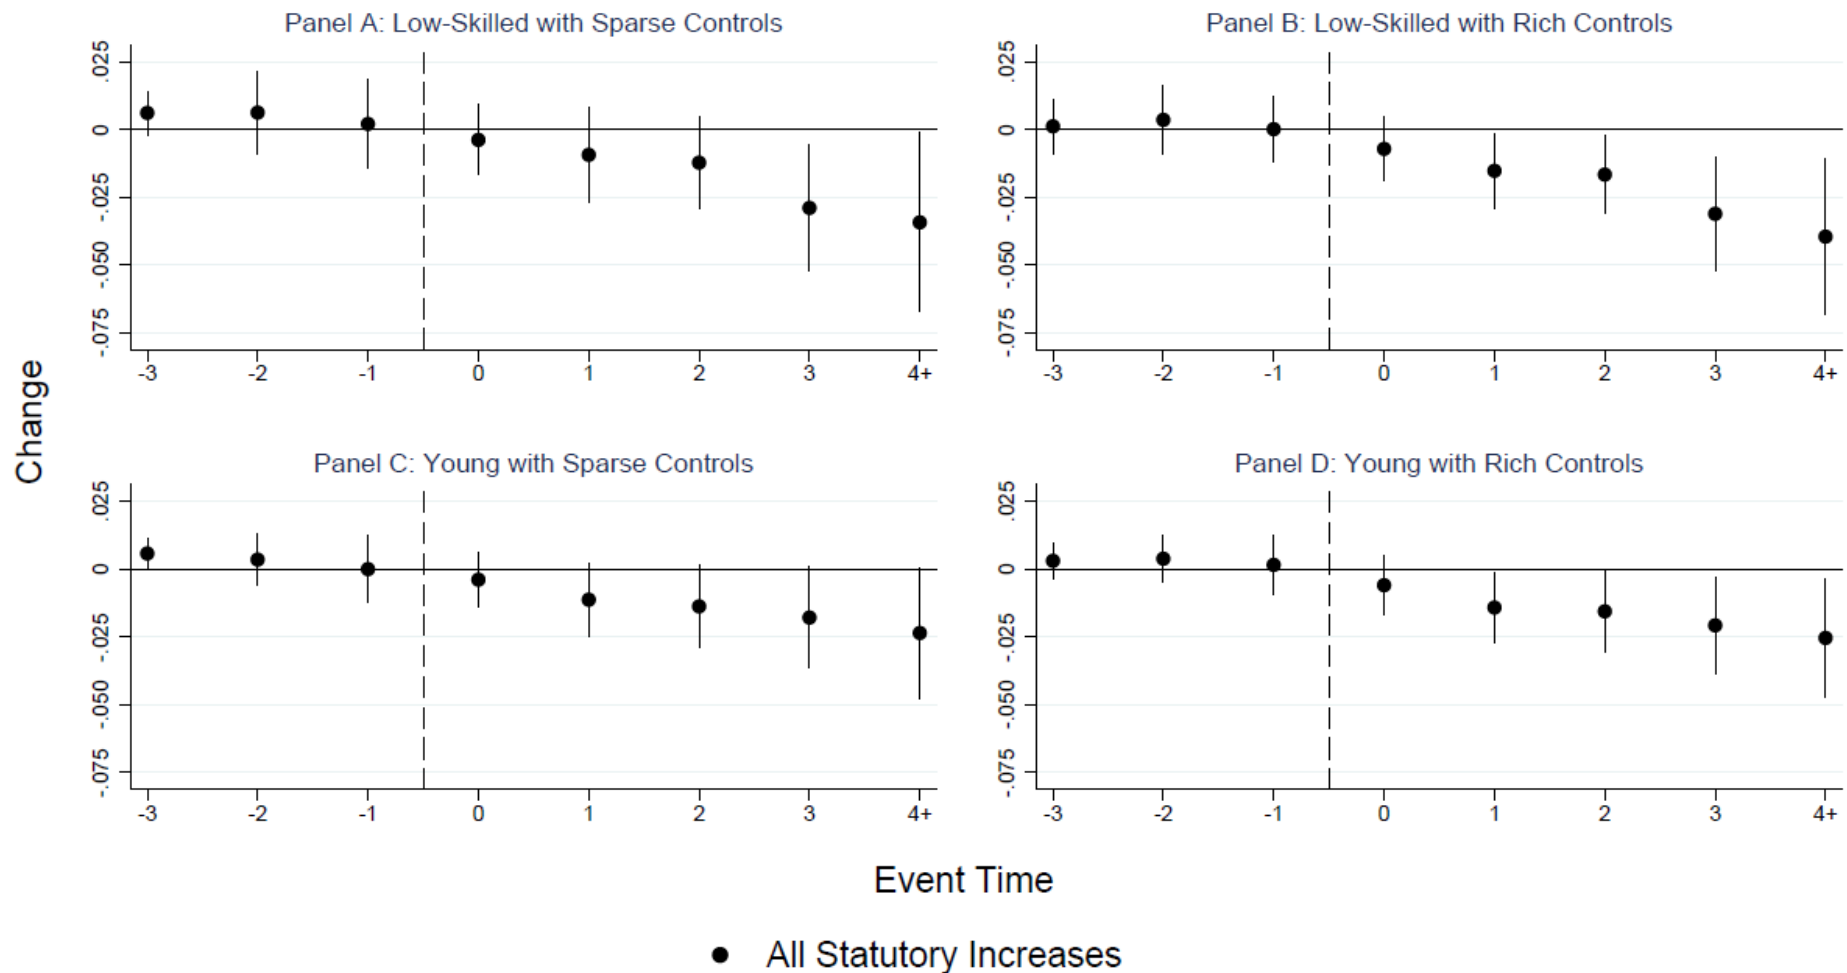 Panel A: Low-Skilled with Sparse Controls
.025
0
-.025
-.050
-.075
-3 -2 -1 0 1 2 3 4+
Panel B: Low-Skilled with Rich Controls
.025
0
-.025
-.050
-.075
-3 -2 -1 0 1 2 3 4+
Change
Panel C: Young with Sparse Controls
.025
0
-.025
-.050
-.075
-3 -2 -1 0 1 2 3 4+
Panel D: Young with Rich Controls
.025
0
-.025
-.050
-.075
-3 -2 -1 0 1 2 3 4+
Event Time
All Statutory Increases